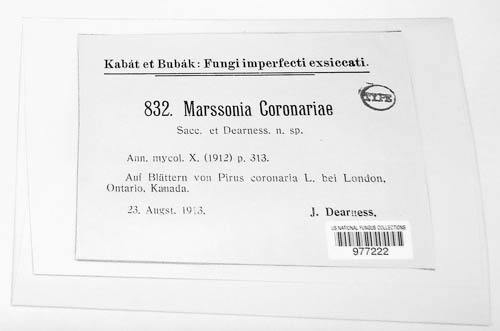 Kabát et Bubák: Fungi imperfecti exsiccati.
832. Marssonia Coronariae
TYPE
Sacc. et Dearness. n. sp.
Ann. mycol. X. (1912) p. 313.
Auf Blättern von Pirus coronaria L. bei London,
Ontario, Kanada.
23. Augst. 1913.
J. Dearness.
US NATIONAL FUNGUS COLLECTIONS
977222